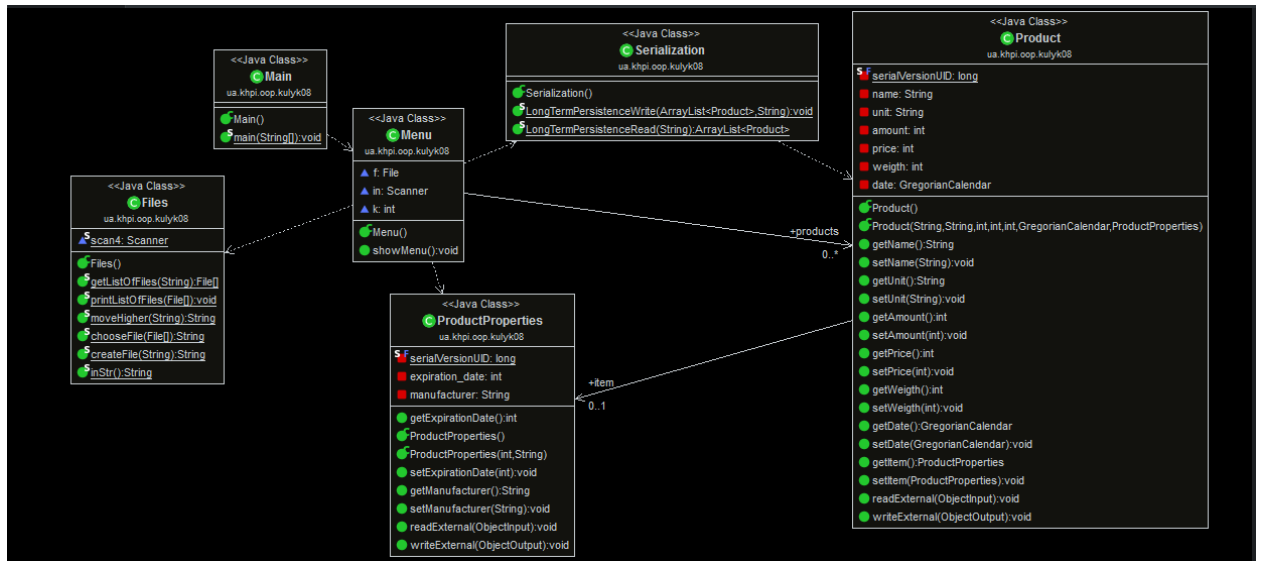 <<Java Class>>
Main
ua.khpi.oop.kulyk08
Main()
main(String[]):void
<<Java Class>>
Files
ua.khpi.oop.kulyk08
scan4: Scanner
Files()
getListOfFiles(String):File[]
printListOfFiles(File[]):void
moveHigher(String):String
chooseFile(File[]):String
createFile(String):String
inStr():String
<<Java Class>>
Menu
ua.khpi.oop.kulyk08
f: File
in: Scanner
k: int
Menu()
showMenu():void
<<Java Class>>
Serialization
ua.khpi.oop.kulyk08
Serialization()
LongTermPersistenceWrite(ArrayList<Product>,String):void
LongTermPersistenceRead(String):ArrayList<Product>
<<Java Class>>
ProductProperties
ua.khpi.oop.kulyk08
serialVersionUID: long
expiration_date: int
manufacturer: String
getExpirationDate():int
ProductProperties()
ProductProperties(int,String)
setExpirationDate(int):void
getManufacturer():String
setManufacturer(String):void
readExternal(ObjectInput):void
writeExternal(ObjectOutput):void
+products
0..*
+item
0..1
<<Java Class>>
Product
ua.khpi.oop.kulyk08
serialVersionUID: long
name: String
unit: String
amount: int
price: int
weigth: int
date: GregorianCalendar
Product()
Product(String,String,int,int,int,GregorianCalendar,ProductProperties)
getName():String
setName(String):void
getUnit():String
setUnit(String):void
getAmount():int
setAmount(int):void
getPrice():int
setPrice(int):void
getWeigth():int
setWeigth(int):void
getDate():GregorianCalendar
setDate(GregorianCalendar):void
getItem():ProductProperties
setItem(ProductProperties):void
readExternal(ObjectInput):void
writeExternal(ObjectOutput):void